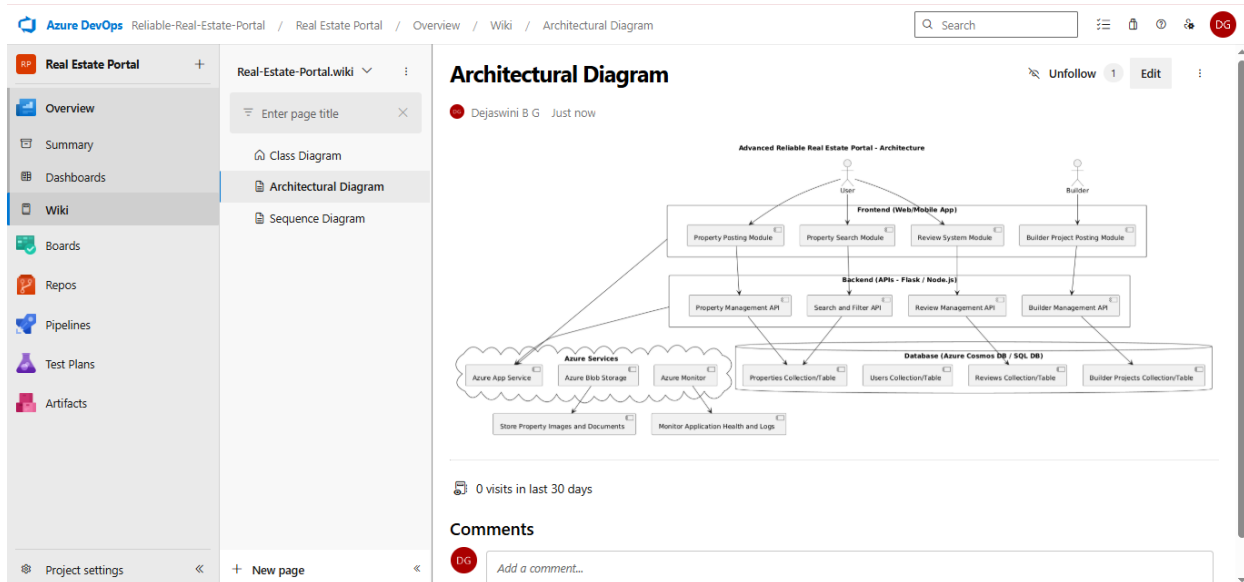 Azure DevOps Reliable-Real-Estate-Portal / Real Estate Portal / Overview / Wiki / Architectural Diagram
Search
DG
RP Real Estate Portal +
Overview
Summary
Dashboards
Wiki
Boards
Repos
Pipelines
Test Plans
Artifacts
Project settings
Real-Estate-Portal.wiki
Enter page title
Class Diagram
Architectural Diagram
Sequence Diagram
+ New page
Architectural Diagram
Unfollow 1 Edit
DG Dejaswini B G Just now
Advanced Reliable Real Estate Portal - Architecture
User Builder
Frontend (Web/Mobile App)
Property Posting Module Property Search Module Review System Module Builder Project Posting Module
Backend (APIs - Flask / Node.js)
Property Management API Search and Filter API Review Management API Builder Management API
Azure Services
Azure App Service Azure Blob Storage Azure Monitor
Database (Azure Cosmos DB / SQL DB)
Properties Collection/Table Users Collection/Table Reviews Collection/Table Builder Projects Collection/Table
Store Property Images and Documents Monitor Application Health and Logs
0 visits in last 30 days
Comments
DG Add a comment...